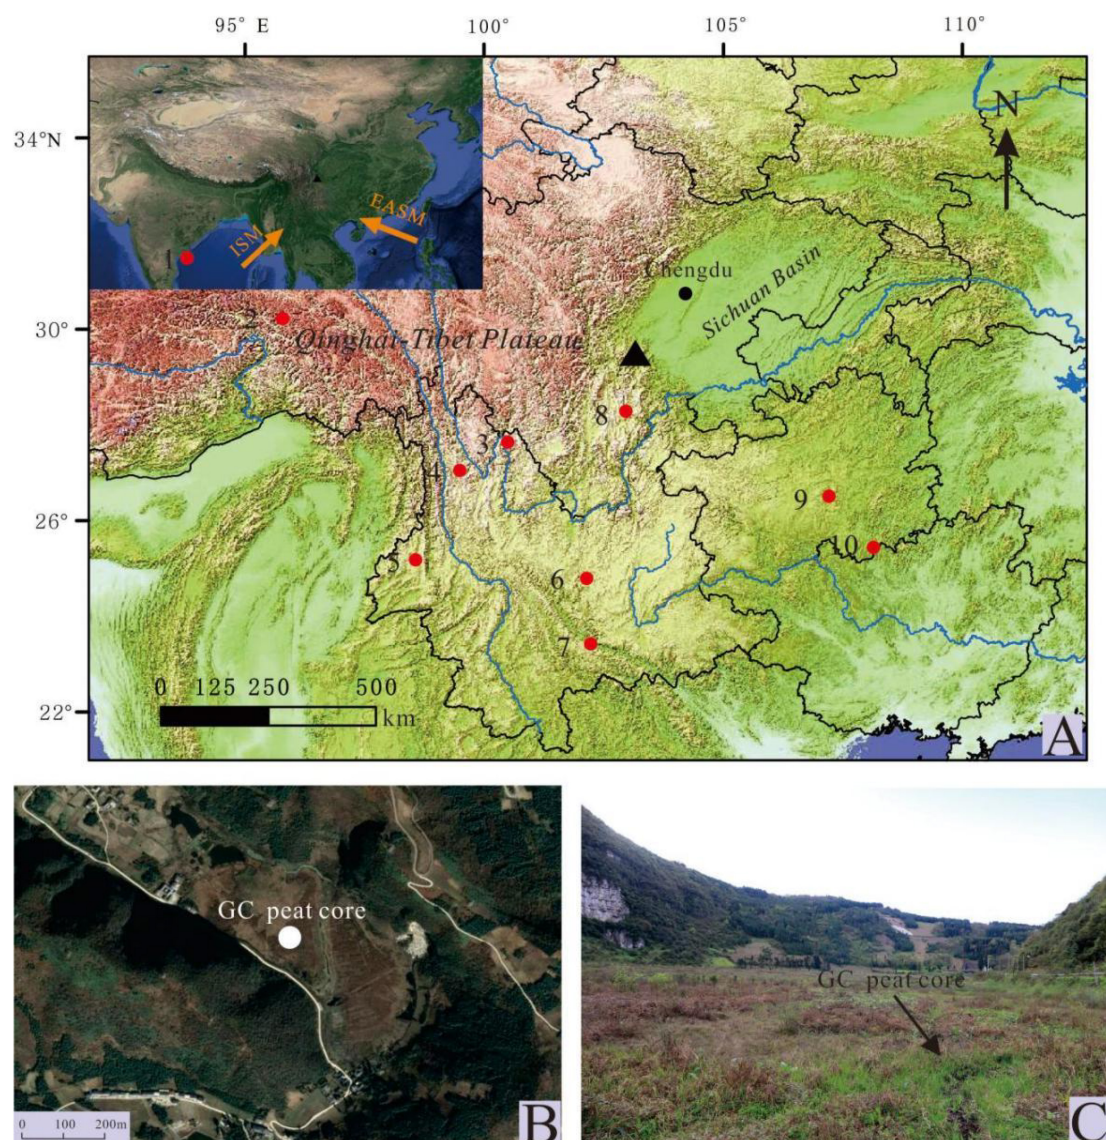 95° E 100° 105° 110°
34°N
30°
26°
22°
N
ISM
EASM
1
2
Qinghai-Tibet Plateau
Chengdu
Sichuan Basin
3
4
5
6
7
8
9
10
0 125 250 500
km
A
GC peat core
0 100 200m
B
GC peat core
C